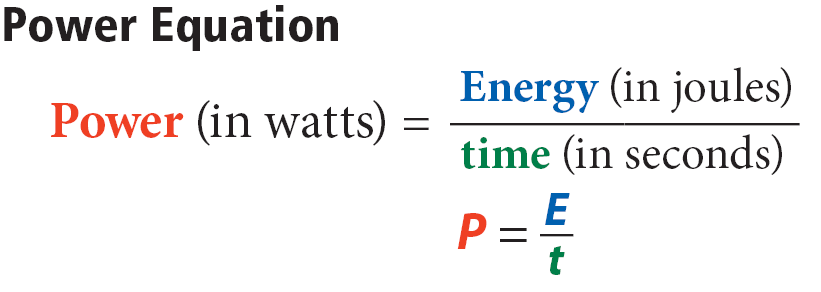 Power Equation
Power (in watts) = Energy (in joules) / time (in seconds)
P = E / t